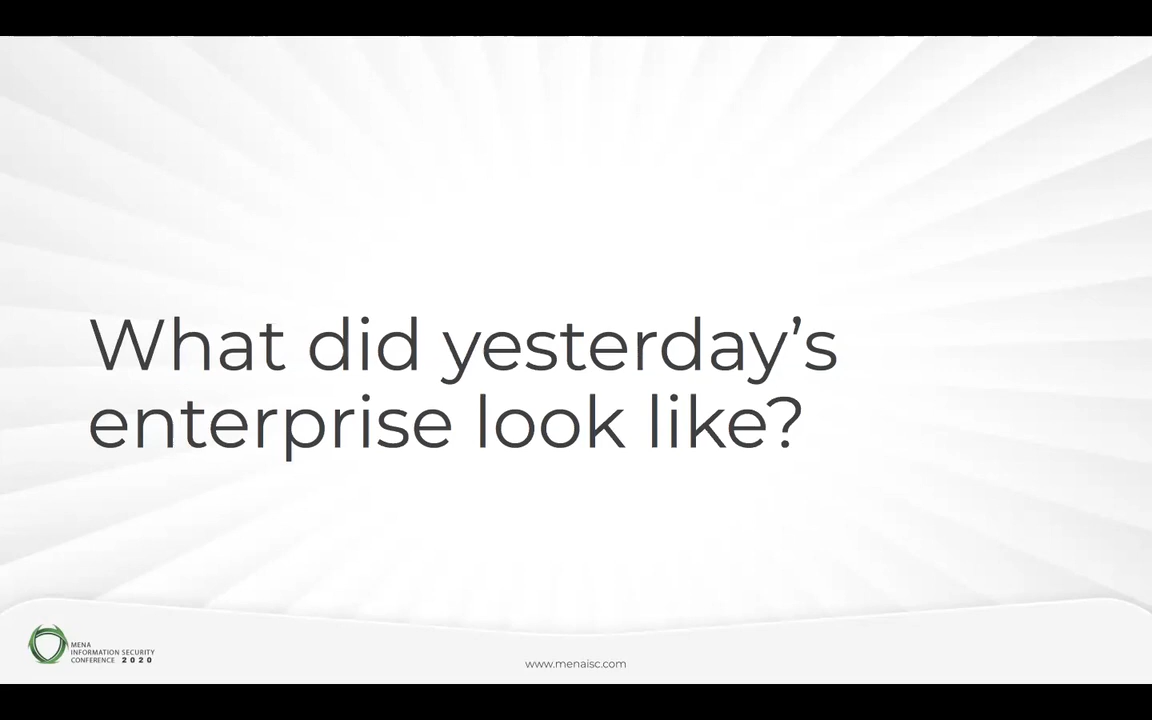 What did yesterday’s
enterprise look like?
MENA
INFORMATION SECURITY
CONFERENCE 2020
www.menaisc.com